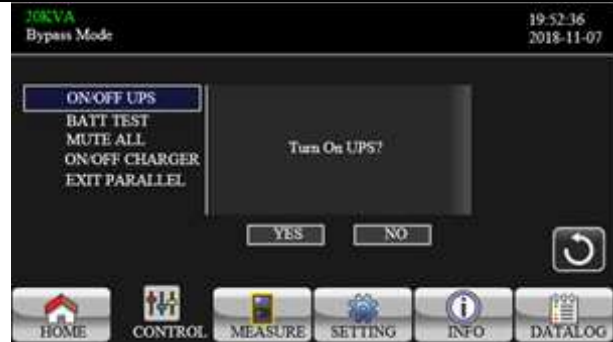 20KVA
Bypass Mode
19:52:36
2018-11-07
ON/OFF UPS
BATT TEST
MUTE ALL
ON/OFF CHARGER
EXIT PARALLEL
Turn On UPS?
YES
NO
HOME
CONTROL
MEASURE
SETTING
INFO
DATALOG